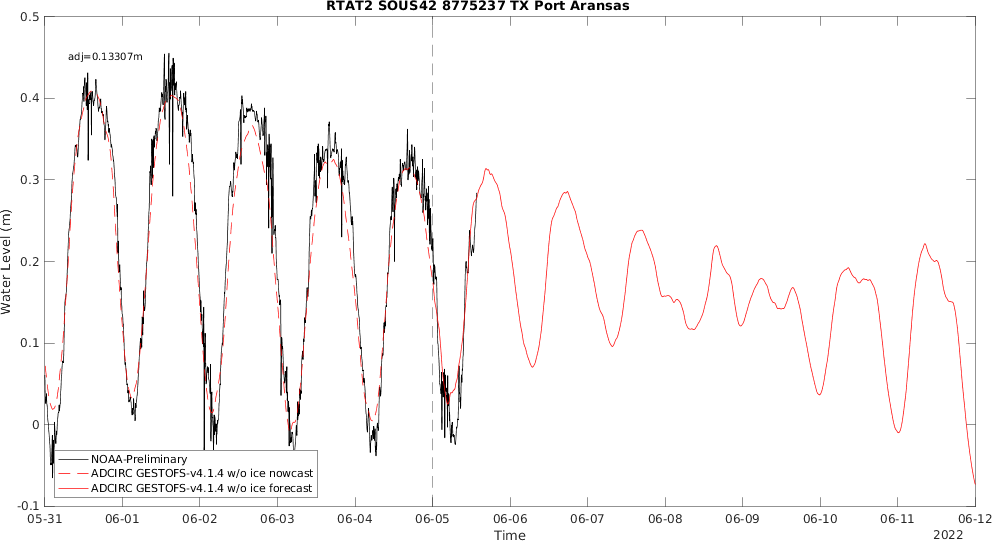 RTAT2 SOUS42 8775237 TX Port Aransas
adj=0.13307m
0.5
0.4
0.3
0.2
0.1
0
-0.1
Water Level (m)
NOAA-Preliminary
ADCIRC GESTOFS-v4.1.4 w/o ice nowcast
ADCIRC GESTOFS-v4.1.4 w/o ice forecast
05-31 06-01 06-02 06-03 06-04 06-05 06-06 06-07 06-08 06-09 06-10 06-11 06-12
Time
2022